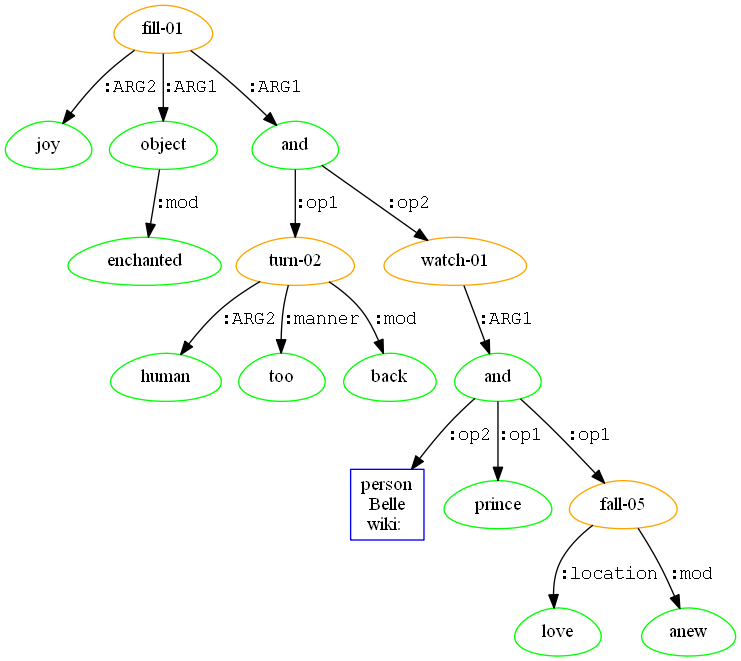 fill-01
:ARG2 :ARG1 :ARG1
joy object and
:mod :op1 :op2
enchanted turn-02 watch-01
:ARG2 :manner :mod :ARG1
human too back and
:op2 :op1 :op1
person
Belle
wiki:
prince fall-05
:location :mod
love anew